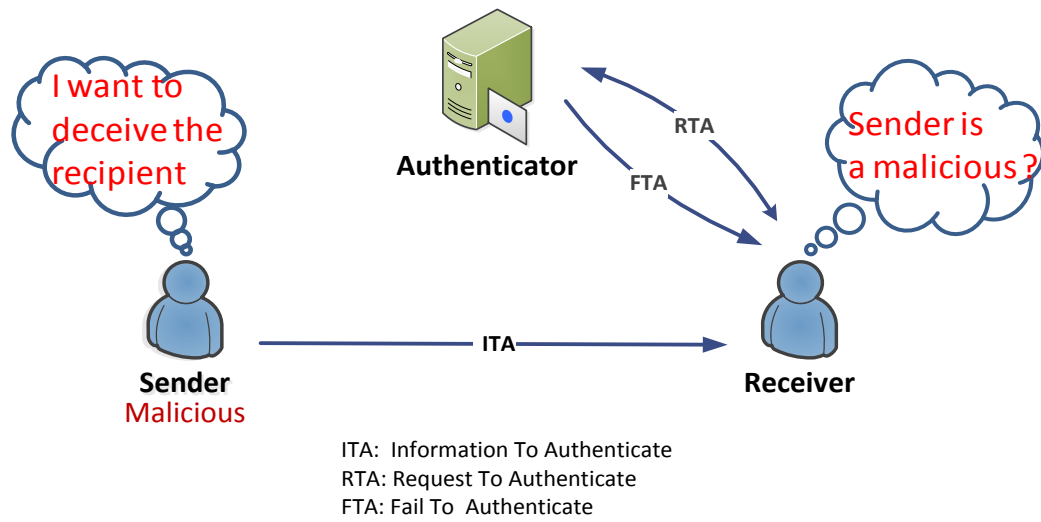 I want to
deceive the
recipient
Authenticator
RTA
FTA
Sender is
a malicious ?
ITA
Sender
Malicious
Receiver
ITA: Information To Authenticate
RTA: Request To Authenticate
FTA: Fail To Authenticate